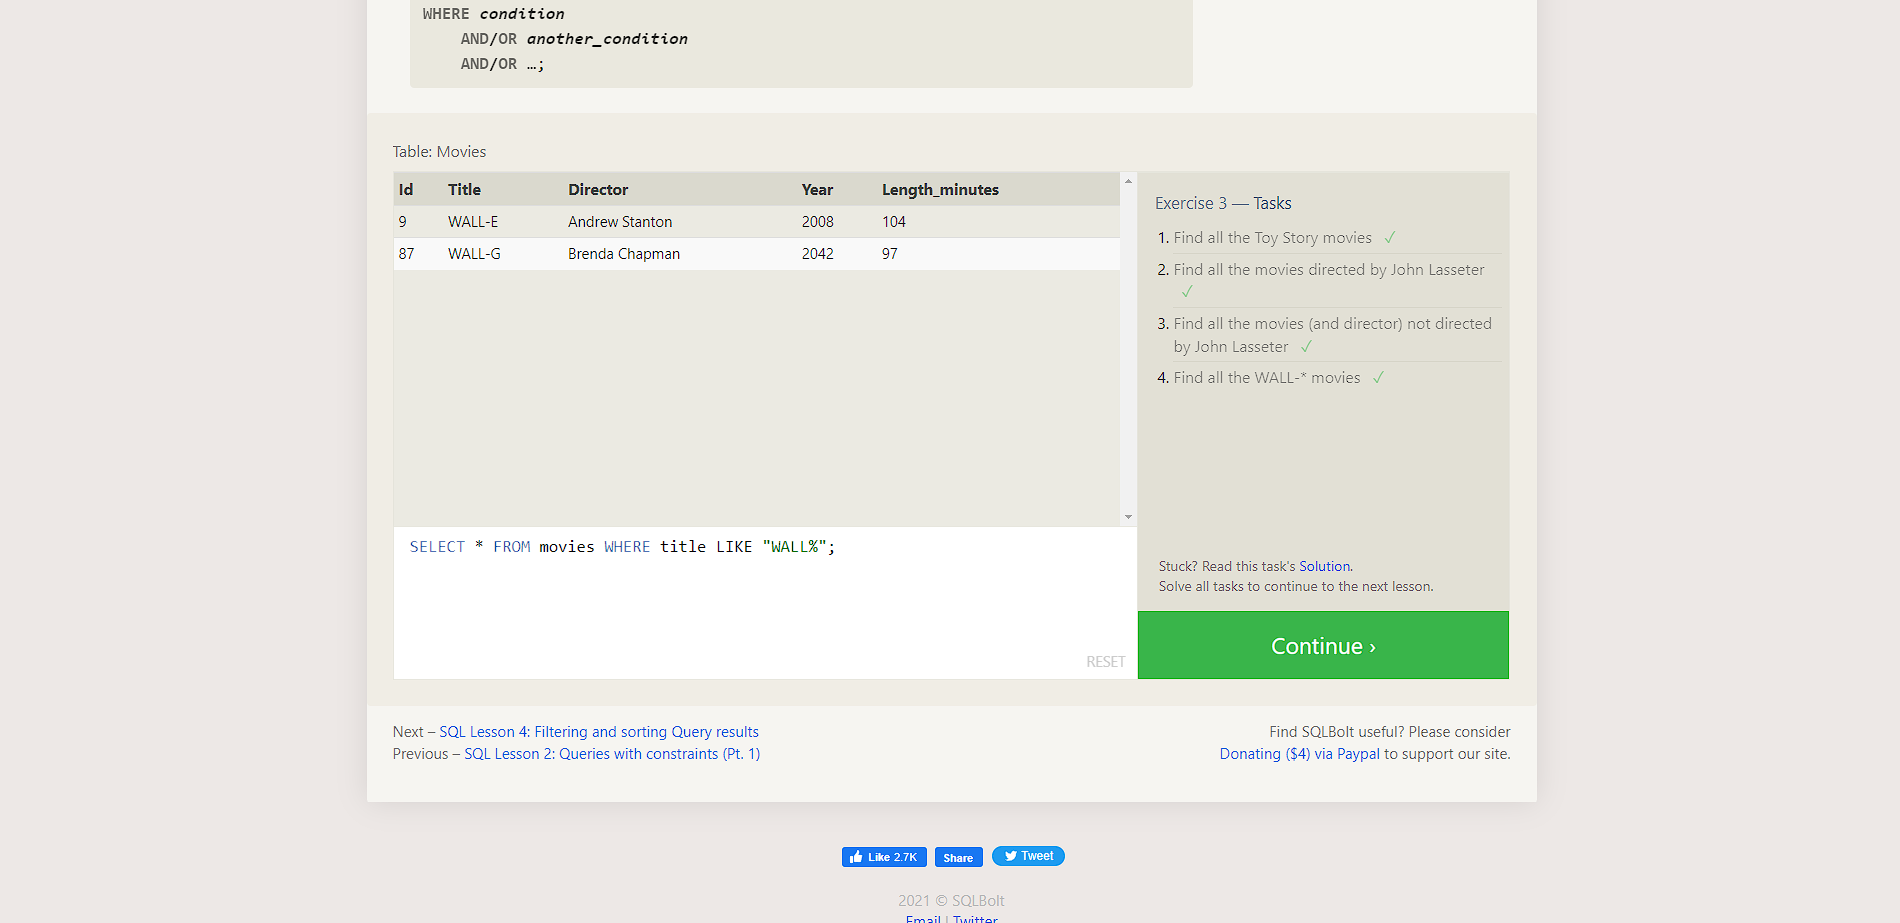 WHERE condition
AND/OR another_condition
AND/OR …;
Table: Movies
Id Title Director Year Length_minutes
9 WALL-E Andrew Stanton 2008 104
87 WALL-G Brenda Chapman 2042 97
SELECT * FROM movies WHERE title LIKE "WALL%";
RESET
Exercise 3 — Tasks
1. Find all the Toy Story movies ✓
2. Find all the movies directed by John Lasseter
✓
3. Find all the movies (and director) not directed
by John Lasseter ✓
4. Find all the WALL-* movies ✓
Stuck? Read this task's Solution.
Solve all tasks to continue to the next lesson.
Continue ›
Next – SQL Lesson 4: Filtering and sorting Query results
Previous – SQL Lesson 2: Queries with constraints (Pt. 1)
Find SQLBolt useful? Please consider
Donating ($4) via Paypal to support our site.
Like 2.7K Share Tweet
2021 © SQLBolt
Email | Twitter